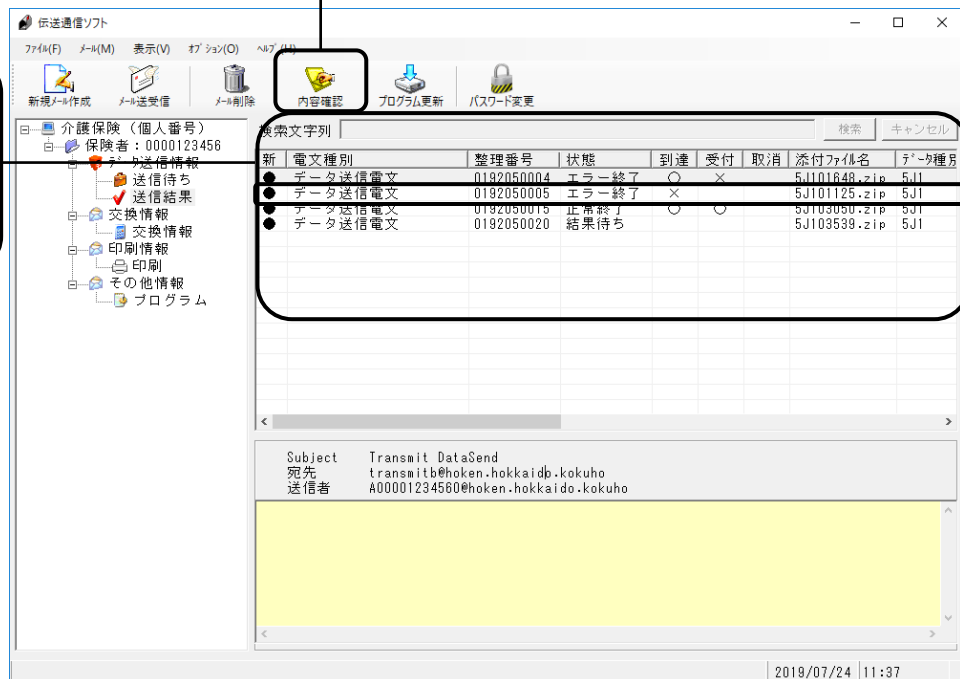 伝送通信ソフト
ファイル(F) メール(M) 表示(V) オプション(O) ヘルプ(H)
新規メール作成 メール送受信 メール削除 内容確認 プログラム更新 パスワード変更
介護保険（個人番号）
保険者：0000123456
データ送信情報
送信待ち
送信結果
交換情報
交換情報
印刷情報
印刷
その他情報
プログラム
検索文字列 検索 キャンセル
新 電文種別 整理番号 状態 到達 受付 取消 添付ファイル名 データ種別
● データ送信電文 0192050004 エラー終了 ○ × 5J101648.zip 5J1
● データ送信電文 0192050005 エラー終了 × 5J101125.zip 5J1
● データ送信電文 0192050015 正常終了 ○ ○ 5J103050.zip 5J1
● データ送信電文 0192050020 結果待ち 5J103539.zip 5J1
Subject Transmit DataSend
宛先 transmitb@hoken.hokkaido.kokuho
送信者 A00001234560@hoken.hokkaido.kokuho
2019/07/24 11:37